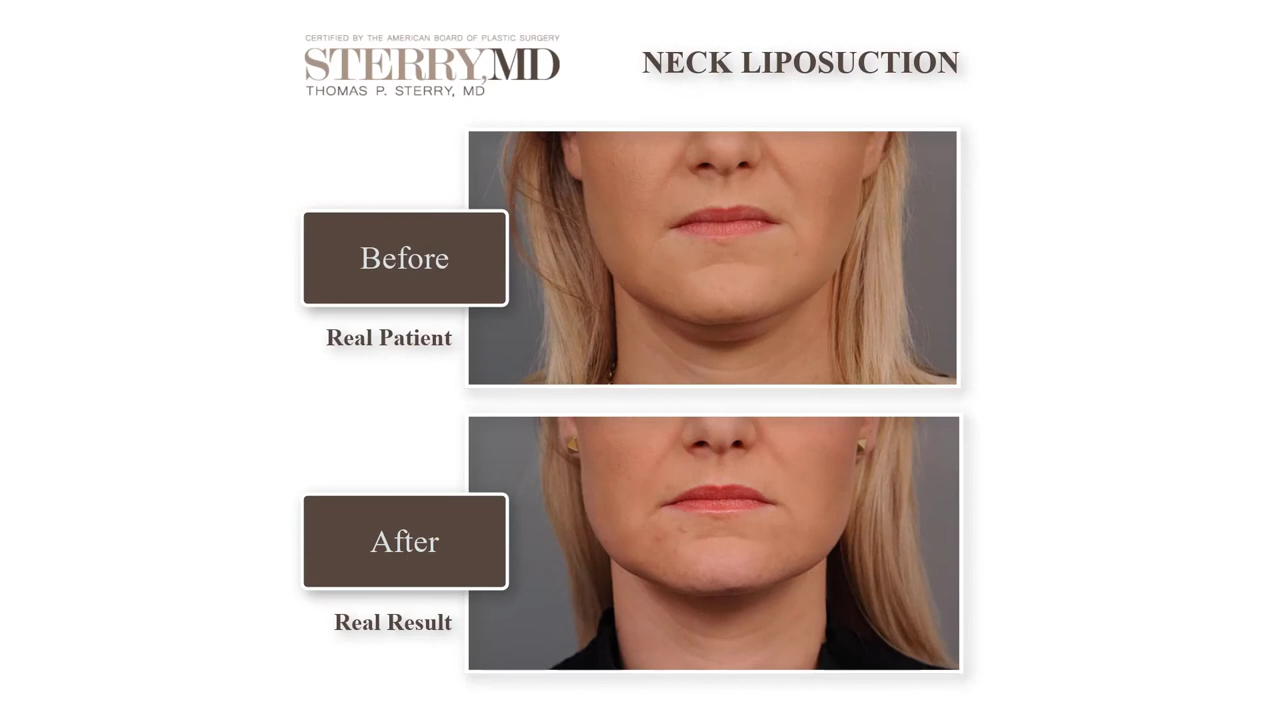 CERTIFIED BY THE AMERICAN BOARD OF PLASTIC SURGERY
STERRY, MD
THOMAS P. STERRY, MD
NECK LIPOSUCTION
Before
Real Patient
After
Real Result